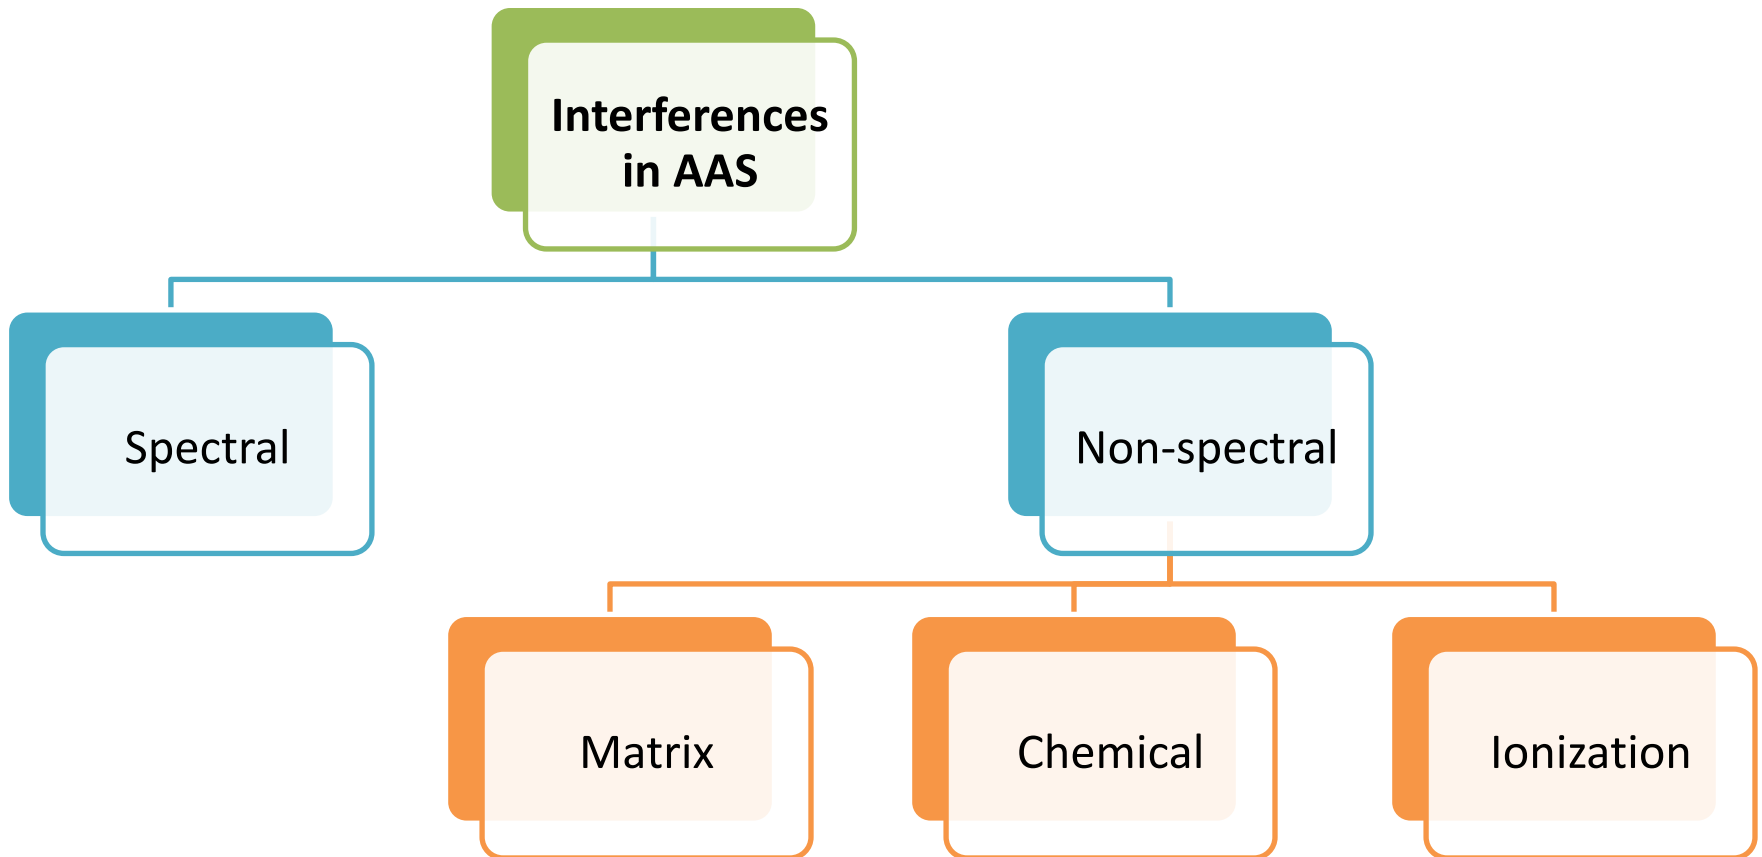 Interferences
in AAS
Spectral
Non-spectral
Matrix
Chemical
Ionization